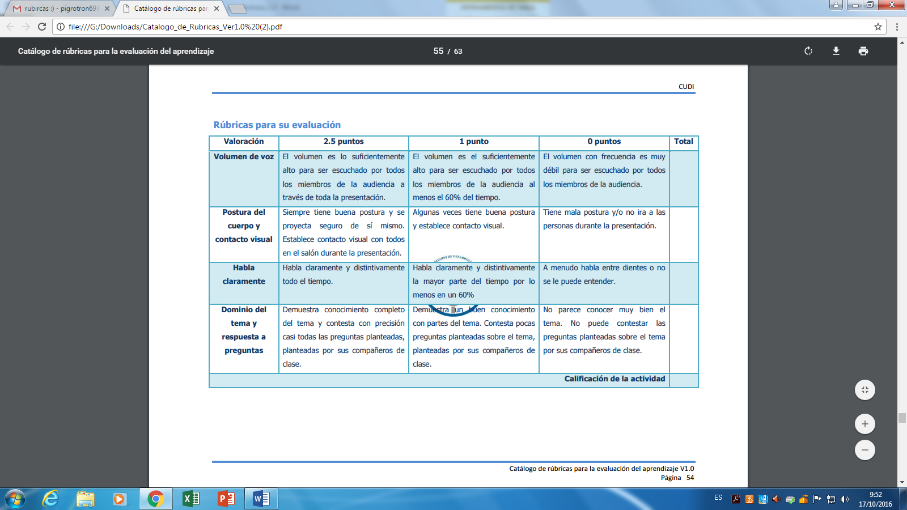 rubircas () - pigrotron69
Catálogo de rúbricas par
file:///G:/Downloads/Catalogo_de_Rubricas_Ver1.0%20(2).pdf
Catálogo de rúbricas para la evaluación del aprendizaje
55 / 63
CUDI
Rúbricas para su evaluación
Valoración 2.5 puntos 1 punto 0 puntos Total
Volumen de voz
El volumen es lo suficientemente
alto para ser escuchado por todos
los miembros de la audiencia a
través de toda la presentación.
El volumen es el suficientemente
alto para ser escuchado por todos
los miembros de la audiencia al
menos el 60% del tiempo.
El volumen con frecuencia es muy
débil para ser escuchado por todos
los miembros de la audiencia.
Postura del
cuerpo y
contacto visual
Siempre tiene buena postura y se
proyecta seguro de sí mismo.
Establece contacto visual con todos
en el salón durante la presentación.
Algunas veces tiene buena postura
y establece contacto visual.
Tiene mala postura y/o no ira a las
personas durante la presentación.
Habla
claramente
Habla claramente y distintivamente
todo el tiempo.
Habla claramente y distintivamente
la mayor parte del tiempo por lo
menos en un 60%
A menudo habla entre dientes o no
se le puede entender.
Dominio del
tema y
respuesta a
preguntas
Demuestra conocimiento completo
del tema y contesta con precisión
casi todas las preguntas planteadas,
planteadas por sus compañeros de
clase.
Demuestra un buen conocimiento
con partes del tema. Contesta pocas
preguntas planteadas sobre el tema,
planteadas por sus compañeros de
clase.
No parece conocer muy bien el
tema. No puede contestar las
preguntas planteadas sobre el tema
por sus compañeros de clase.
Calificación de la actividad
Catálogo de rúbricas para la evaluación del aprendizaje V1.0
Página 54
ES
9:52
17/10/2016